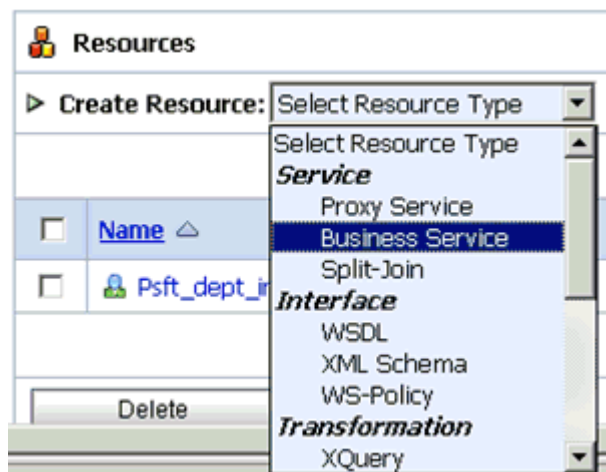 Resources
Create Resource: Select Resource Type
Select Resource Type
Service
Proxy Service
Business Service
Split-Join
Interface
WSDL
XML Schema
WS-Policy
Transformation
XQuery
Name
Psft_dept_i
Delete